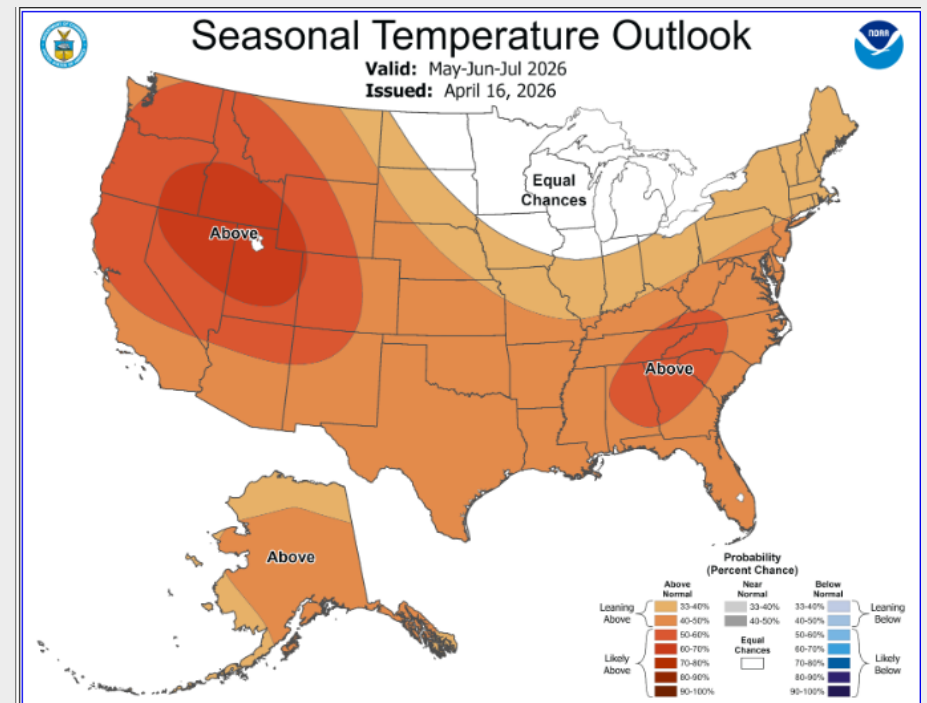 Seasonal Temperature Outlook
Valid: May-Jun-Jul 2026
Issued: April 16, 2026
NOAA
Equal
Chances
Above
Above
Above
Probability
(Percent Chance)
Above
Normal
Near
Normal
Below
Normal
Leaning
Above
33-40%
40-50%
Likely
Above
50-60%
60-70%
70-80%
80-90%
90-100%
33-40%
40-50%
Equal
Chances
33-40%
40-50%
Leaning
Below
50-60%
60-70%
70-80%
80-90%
90-100%
Likely
Below